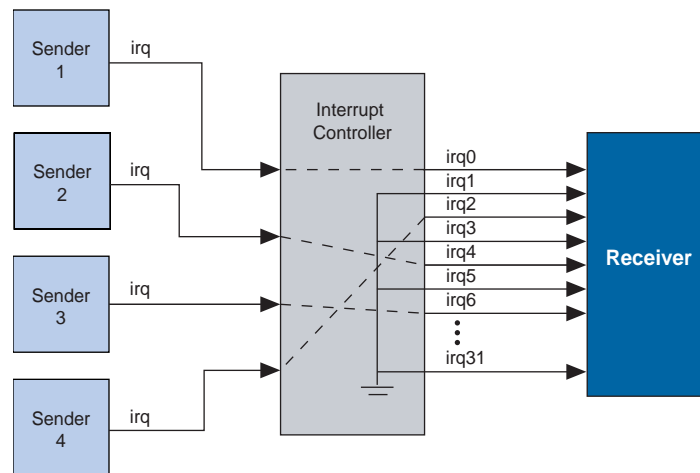 Sender
1
irq
Sender
2
irq
Sender
3
irq
Sender
4
irq
Interrupt
Controller
irq0
irq1
irq2
irq3
irq4
irq5
irq6
irq31
Receiver